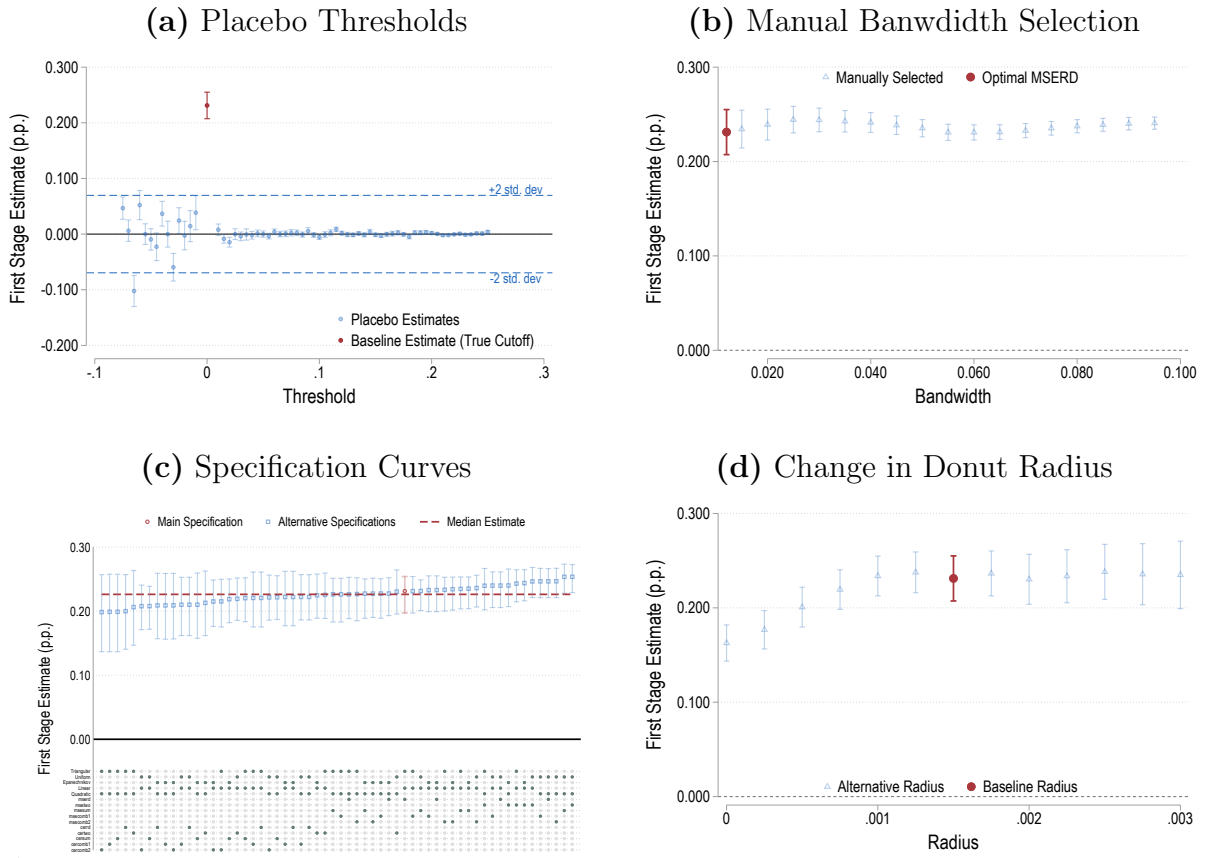 (a) Placebo Thresholds
0.300
0.200
0.100
0.000
-0.100
-0.200
First Stage Estimate (p.p.)
+2 std. dev
-2 std. dev
Placebo Estimates
Baseline Estimate (True Cutoff)
-.1 0 .1 .2 .3
Threshold
(b) Manual Banwdidth Selection
0.300
0.200
0.100
0.000
First Stage Estimate (p.p.)
Manually Selected Optimal MSERD
0.020 0.040 0.060 0.080 0.100
Bandwidth
(c) Specification Curves
Main Specification Alternative Specifications Median Estimate
0.30
0.20
0.10
0.00
First Stage Estimate (p.p.)
Triangular
Uniform
Epanechnikov
Linear
Quadratic
mserd
msetwo
msesum
msecomb1
msecomb2
cerrd
certwo
cersum
cercomb1
cercomb2
(d) Change in Donut Radius
0.300
0.200
0.100
0.000
First Stage Estimate (p.p.)
Alternative Radius Baseline Radius
0 .001 .002 .003
Radius